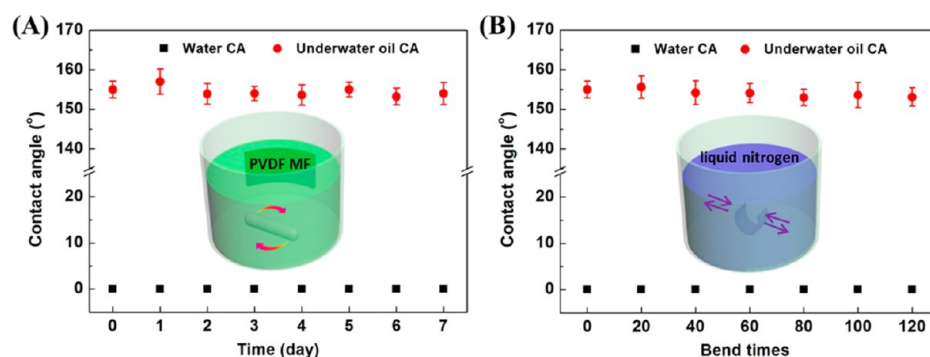 (A)
Water CA
Underwater oil CA
170
160
150
140
20
10
0
Contact angle (°)
PVDF MF
0 1 2 3 4 5 6 7
Time (day)
(B)
Water CA
Underwater oil CA
170
160
150
140
20
10
0
Contact angle (°)
liquid nitrogen
0 20 40 60 80 100 120
Bend times